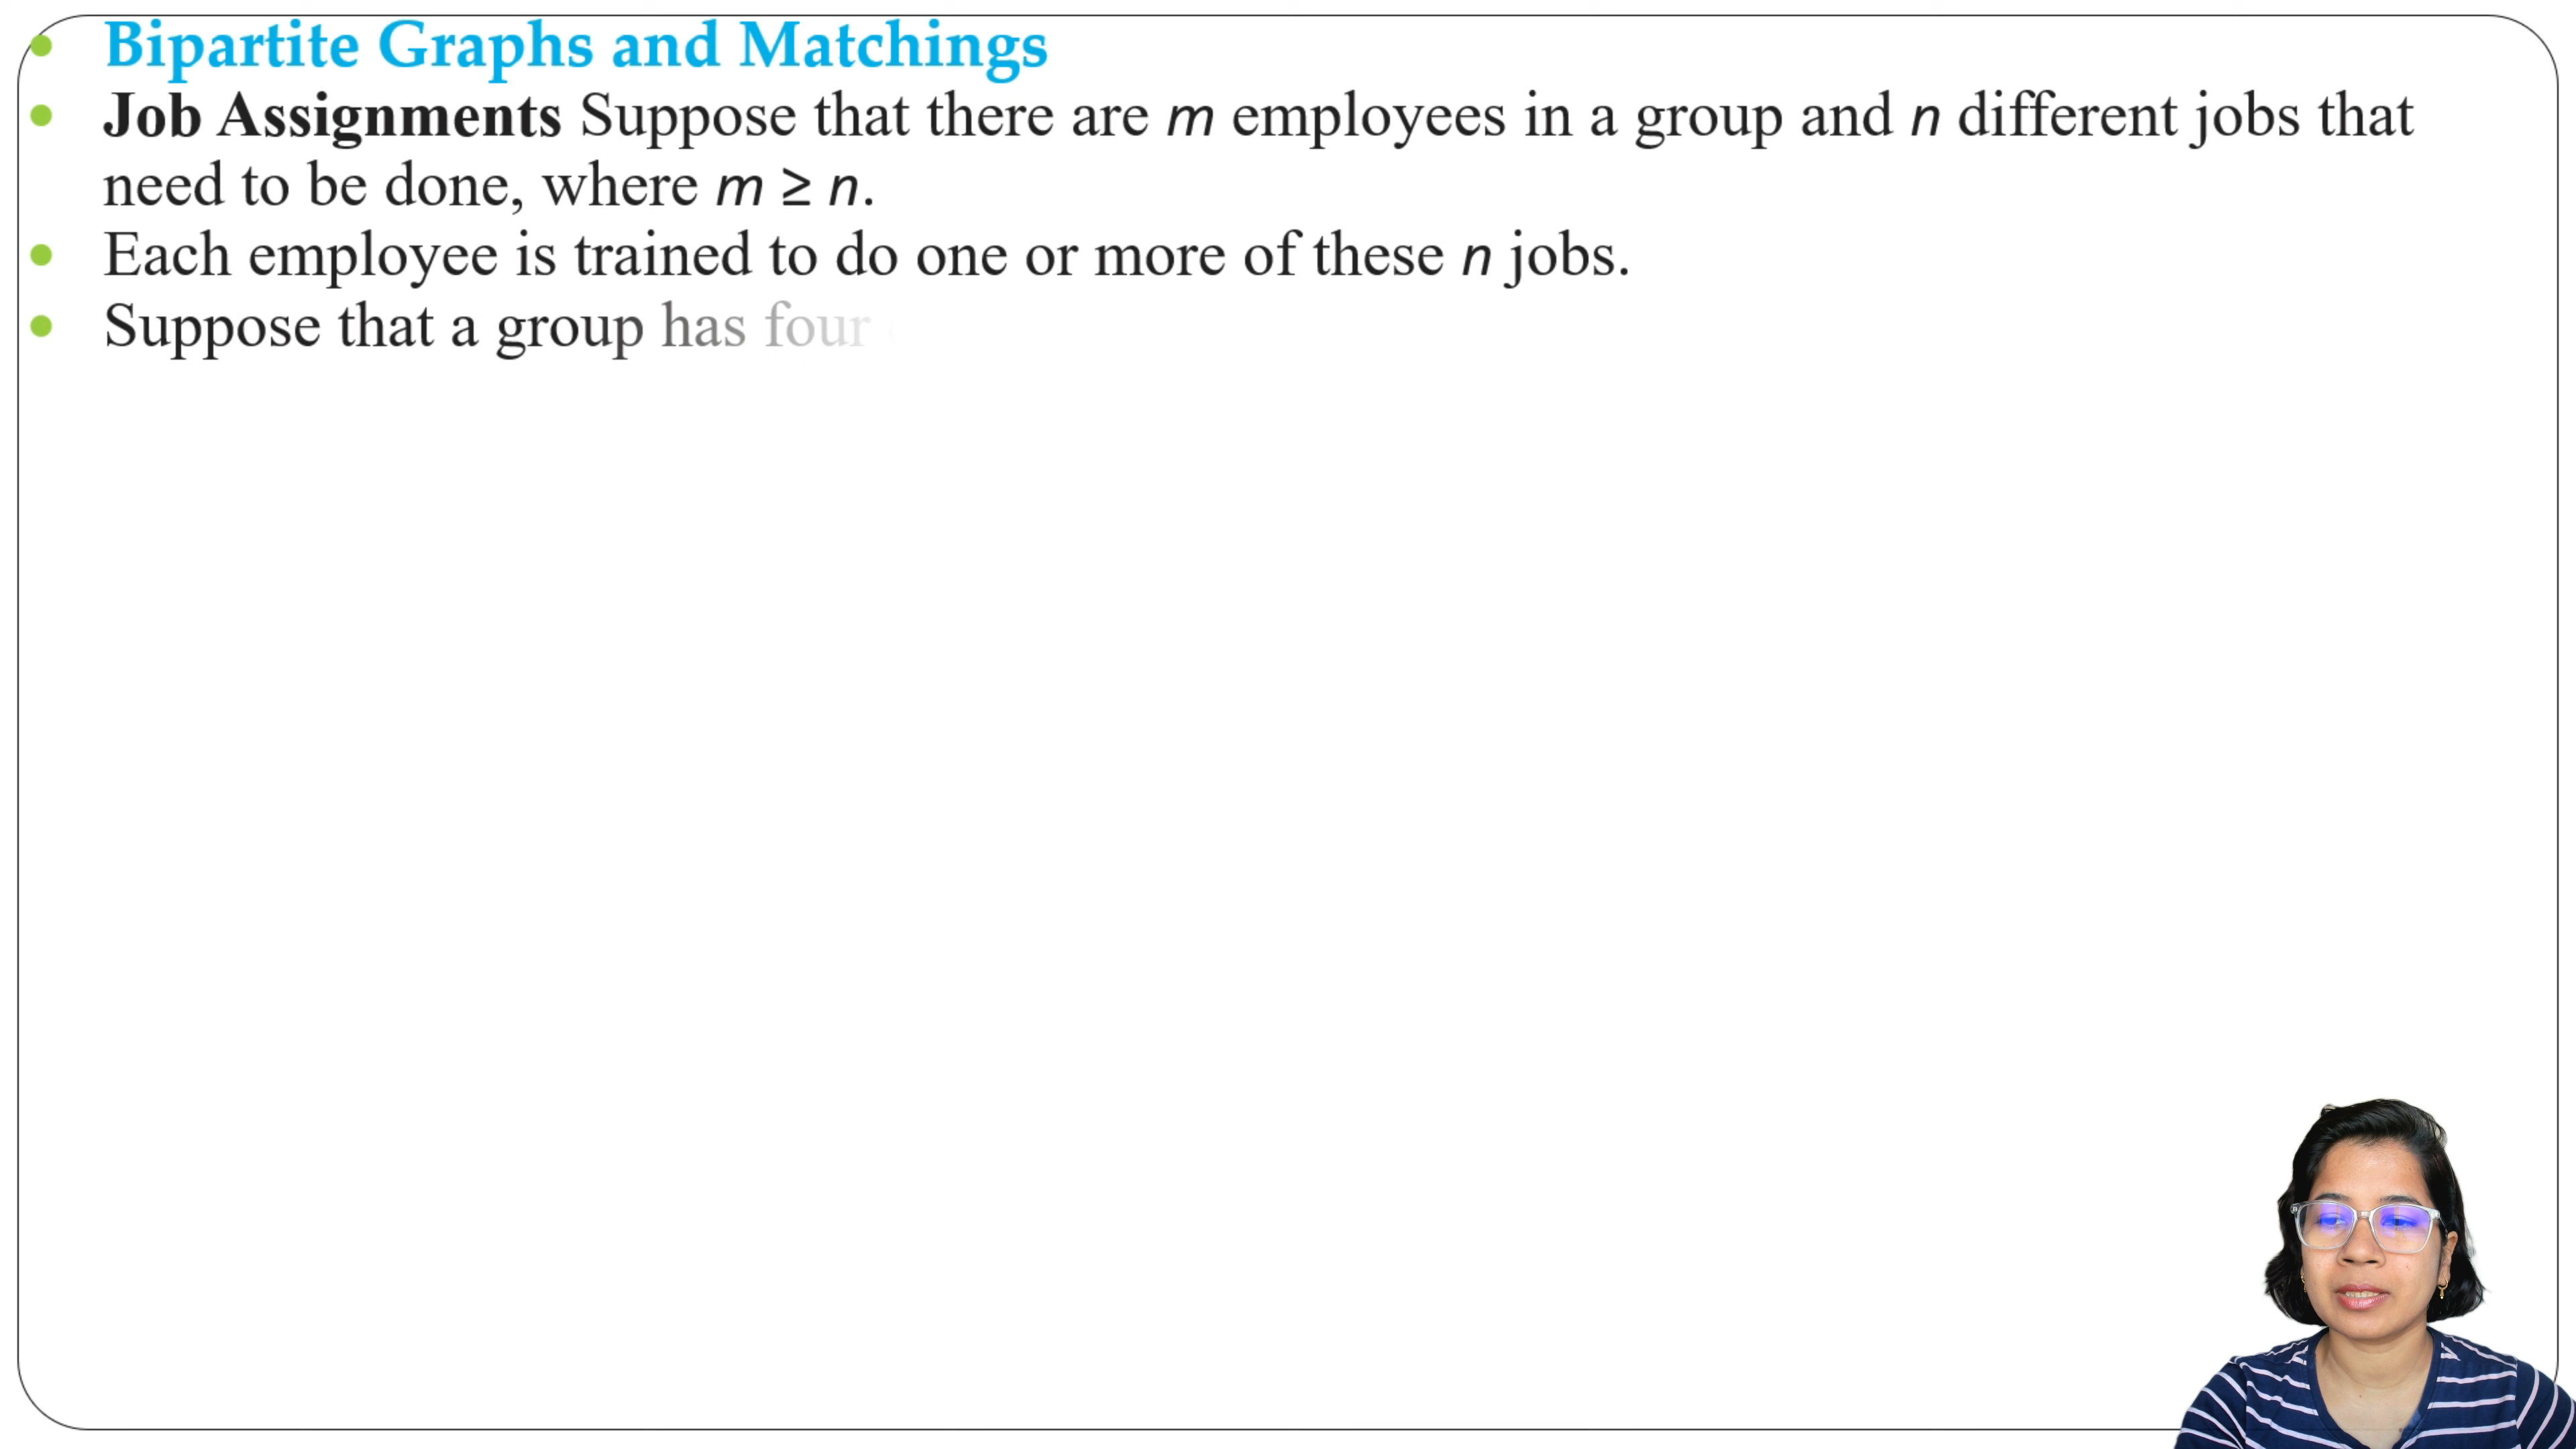 Bipartite Graphs and Matchings
Job Assignments Suppose that there are m employees in a group and n different jobs that
need to be done, where m ≥ n.
Each employee is trained to do one or more of these n jobs.
Suppose that a group has four